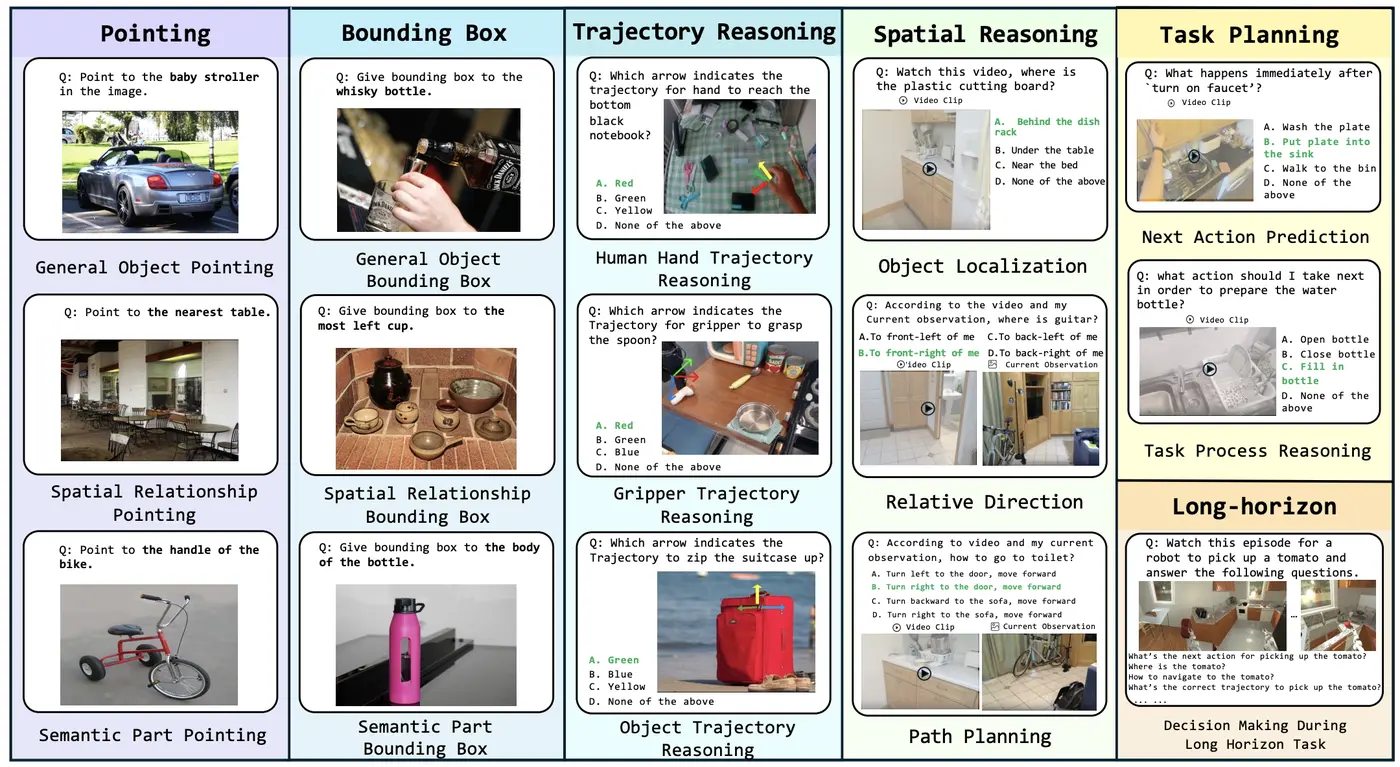 Pointing
Q: Point to the baby stroller
in the image.
General Object Pointing
Q: Point to the nearest table.
Spatial Relationship
Pointing
Q: Point to the handle of the
bike.
Semantic Part Pointing
Bounding Box
Q: Give bounding box to the
whisky bottle.
General Object
Bounding Box
Q: Give bounding box to the
most left cup.
Spatial Relationship
Bounding Box
Q: Give bounding box to the body
of the bottle.
Semantic Part
Bounding Box
Trajectory Reasoning
Q: Which arrow indicates the
trajectory for hand to reach the
bottom
black
notebook?
A. Red
B. Green
C. Yellow
D. None of the above
Human Hand Trajectory
Reasoning
Q: Which arrow indicates the
Trajectory for gripper to grasp
the spoon?
A. Red
B. Green
C. Blue
D. None of the above
Gripper Trajectory
Reasoning
Q: Which arrow indicates the
Trajectory to zip the suitcase up?
A. Green
B. Blue
C. Yellow
D. None of the above
Object Trajectory
Reasoning
Spatial Reasoning
Q: Watch this video, where is
the plastic cutting board?
Video Clip
A. Behind the dish
rack
B. Under the table
C. Near the bed
D. None of the above
Object Localization
Q: According to the video and my
Current observation, where is guitar?
A.To front-left of me C.To back-left of me
B.To front-right of me D.To back-right of me
Video Clip Current Observation
Relative Direction
Q: According to video and my current
observation, how to go to toilet?
A. Turn left to the door, move forward
B. Turn right to the door, move forward
C. Turn backward to the sofa, move forward
D. Turn right to the sofa, move forward
Video Clip Current Observation
Path Planning
Task Planning
Q: What happens immediately after
`turn on faucet’?
Video Clip
A. Wash the plate
B. Put plate into
the sink
C. Walk to the bin
D. None of the
above
Next Action Prediction
Q: what action should I take next
in order to prepare the water
bottle?
Video Clip
A. Open bottle
B. Close bottle
C. Fill in
bottle
D. None of the
above
Task Process Reasoning
Long-horizon
Q: Watch this episode for a
robot to pick up a tomato and
answer the following questions.
…
What’s the next action for picking up the tomato?
Where is the tomato?
How to navigate to the tomato?
What’s the correct trajectory to pick up the tomato?
... ...
Decision Making During
Long Horizon Task